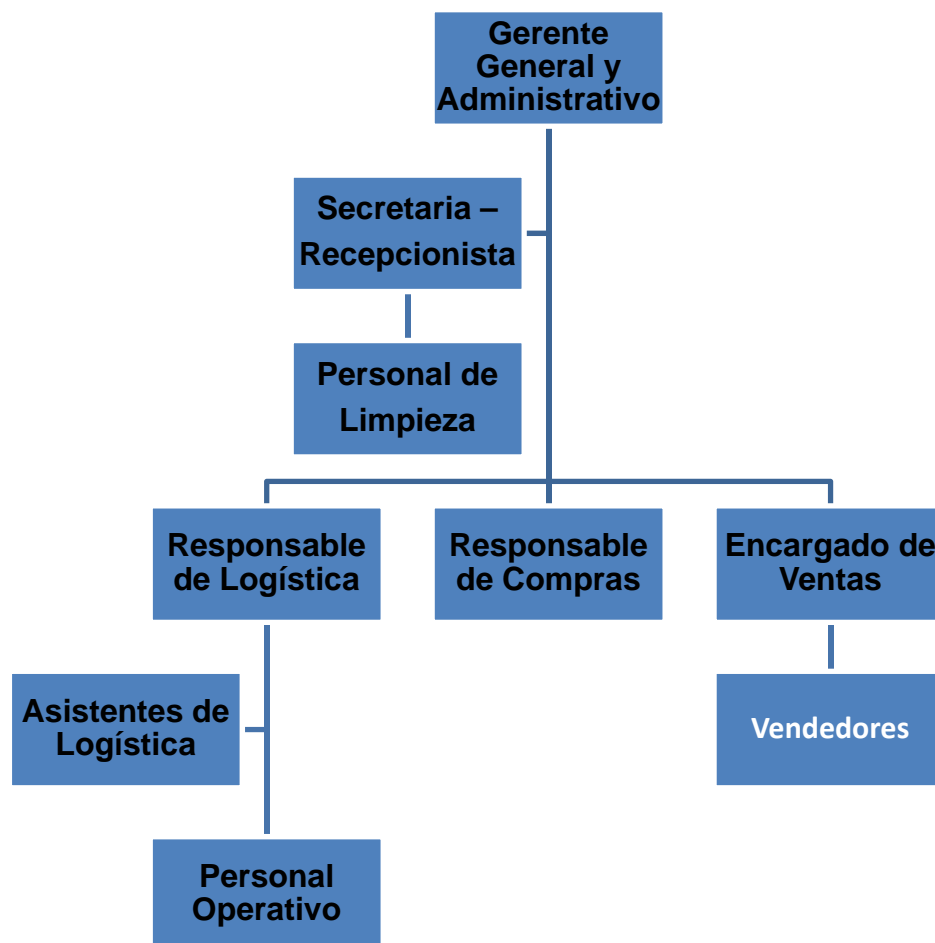 Gerente
General y
Administrativo
Secretaria –
Recepcionista
Personal de
Limpieza
Responsable
de Logística
Responsable
de Compras
Encargado de
Ventas
Asistentes de
Logística
Vendedores
Personal
Operativo